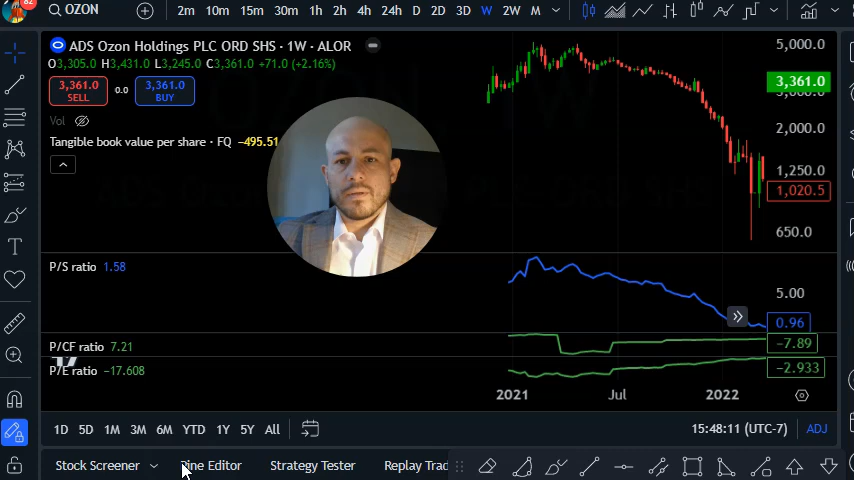 82
OZON
2m 10m 15m 30m 1h 2h 4h 24h D 2D 3D W 2W M
ADS Ozon Holdings PLC ORD SHS · 1W · ALOR
O3,305.0 H3,431.0 L3,245.0 C3,361.0 +71.0 (+2.16%)
3,361.0 0.0 3,361.0
SELL BUY
Vol
Tangible book value per share · FQ −495.51
5,000.0
3,361.0
2,000.0
1,250.0
1,020.5
650.0
P/S ratio 1.58
5.00
0.96
P/CF ratio 7.21
−7.89
P/E ratio −17.608
−2.933
2021 Jul 2022
1D 5D 1M 3M 6M YTD 1Y 5Y All
15:48:11 (UTC-7) ADJ
Stock Screener Pine Editor Strategy Tester Replay Trad